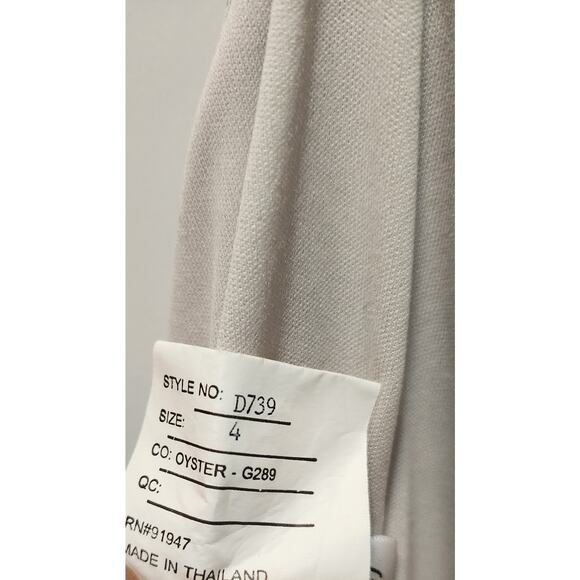 STYLE NO: D739
SIZE: 4
CO: OYSTER - G289
QC:
RN#91947
MADE IN THAILAND